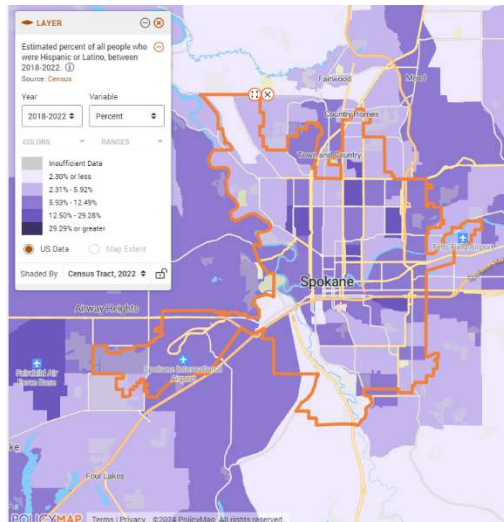 LAYER
Estimated percent of all people who
were Hispanic or Latino, between
2018-2022.
Source: Census
Year Variable
2018-2022 Percent
COLORS RANGES
Insufficient Data
2.30% or less
2.31% - 5.92%
5.93% - 12.49%
12.50% - 29.28%
29.29% or greater
US Data Map Extent
Shaded By Census Tract, 2022
Fairwood
Mead
Country Homes
Town and Country
Felts Field Airport
Spokane
Airway Heights
Spokane International
Airport
Fairchild Air
Force Base
Four Lakes
POLICYMAP Terms | Privacy ©2024 PolicyMap. All rights reserved.